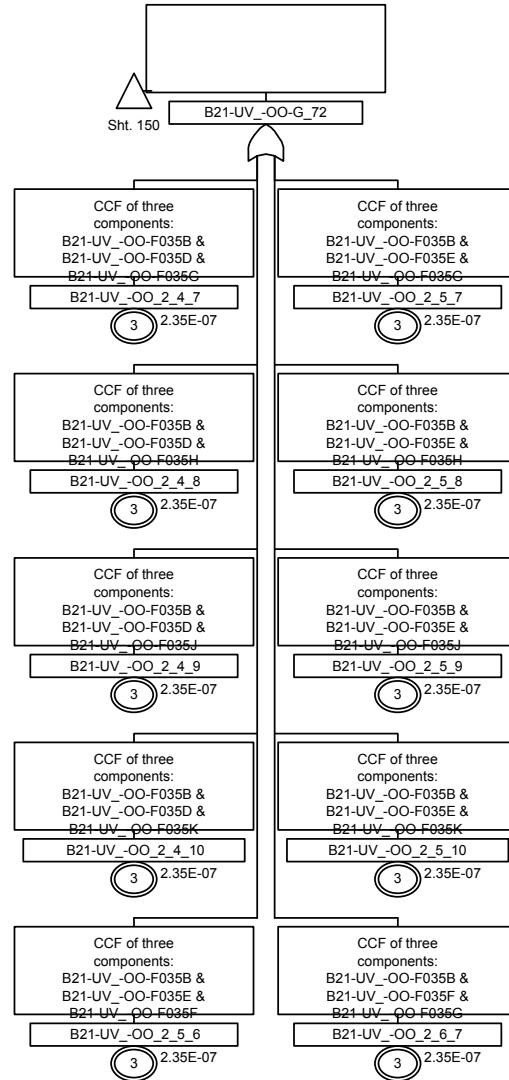 Sht. 150
B21-UV_-OO-G_72
CCF of three
components:
B21-UV_-OO-F035B &
B21-UV_-OO-F035D &
B21-UV_-OO-F035G
B21-UV_-OO_2_4_7
3
2.35E-07
CCF of three
components:
B21-UV_-OO-F035B &
B21-UV_-OO-F035E &
B21-UV_-OO-F035G
B21-UV_-OO_2_5_7
3
2.35E-07
CCF of three
components:
B21-UV_-OO-F035B &
B21-UV_-OO-F035D &
B21-UV_-OO-F035H
B21-UV_-OO_2_4_8
3
2.35E-07
CCF of three
components:
B21-UV_-OO-F035B &
B21-UV_-OO-F035E &
B21-UV_-OO-F035H
B21-UV_-OO_2_5_8
3
2.35E-07
CCF of three
components:
B21-UV_-OO-F035B &
B21-UV_-OO-F035D &
B21-UV_-OO-F035J
B21-UV_-OO_2_4_9
3
2.35E-07
CCF of three
components:
B21-UV_-OO-F035B &
B21-UV_-OO-F035E &
B21-UV_-OO-F035J
B21-UV_-OO_2_5_9
3
2.35E-07
CCF of three
components:
B21-UV_-OO-F035B &
B21-UV_-OO-F035D &
B21-UV_-OO-F035K
B21-UV_-OO_2_4_10
3
2.35E-07
CCF of three
components:
B21-UV_-OO-F035B &
B21-UV_-OO-F035E &
B21-UV_-OO-F035K
B21-UV_-OO_2_5_10
3
2.35E-07
CCF of three
components:
B21-UV_-OO-F035B &
B21-UV_-OO-F035E &
B21-UV_-OO-F035F
B21-UV_-OO_2_5_6
3
2.35E-07
CCF of three
components:
B21-UV_-OO-F035B &
B21-UV_-OO-F035F &
B21-UV_-OO-F035G
B21-UV_-OO_2_6_7
3
2.35E-07